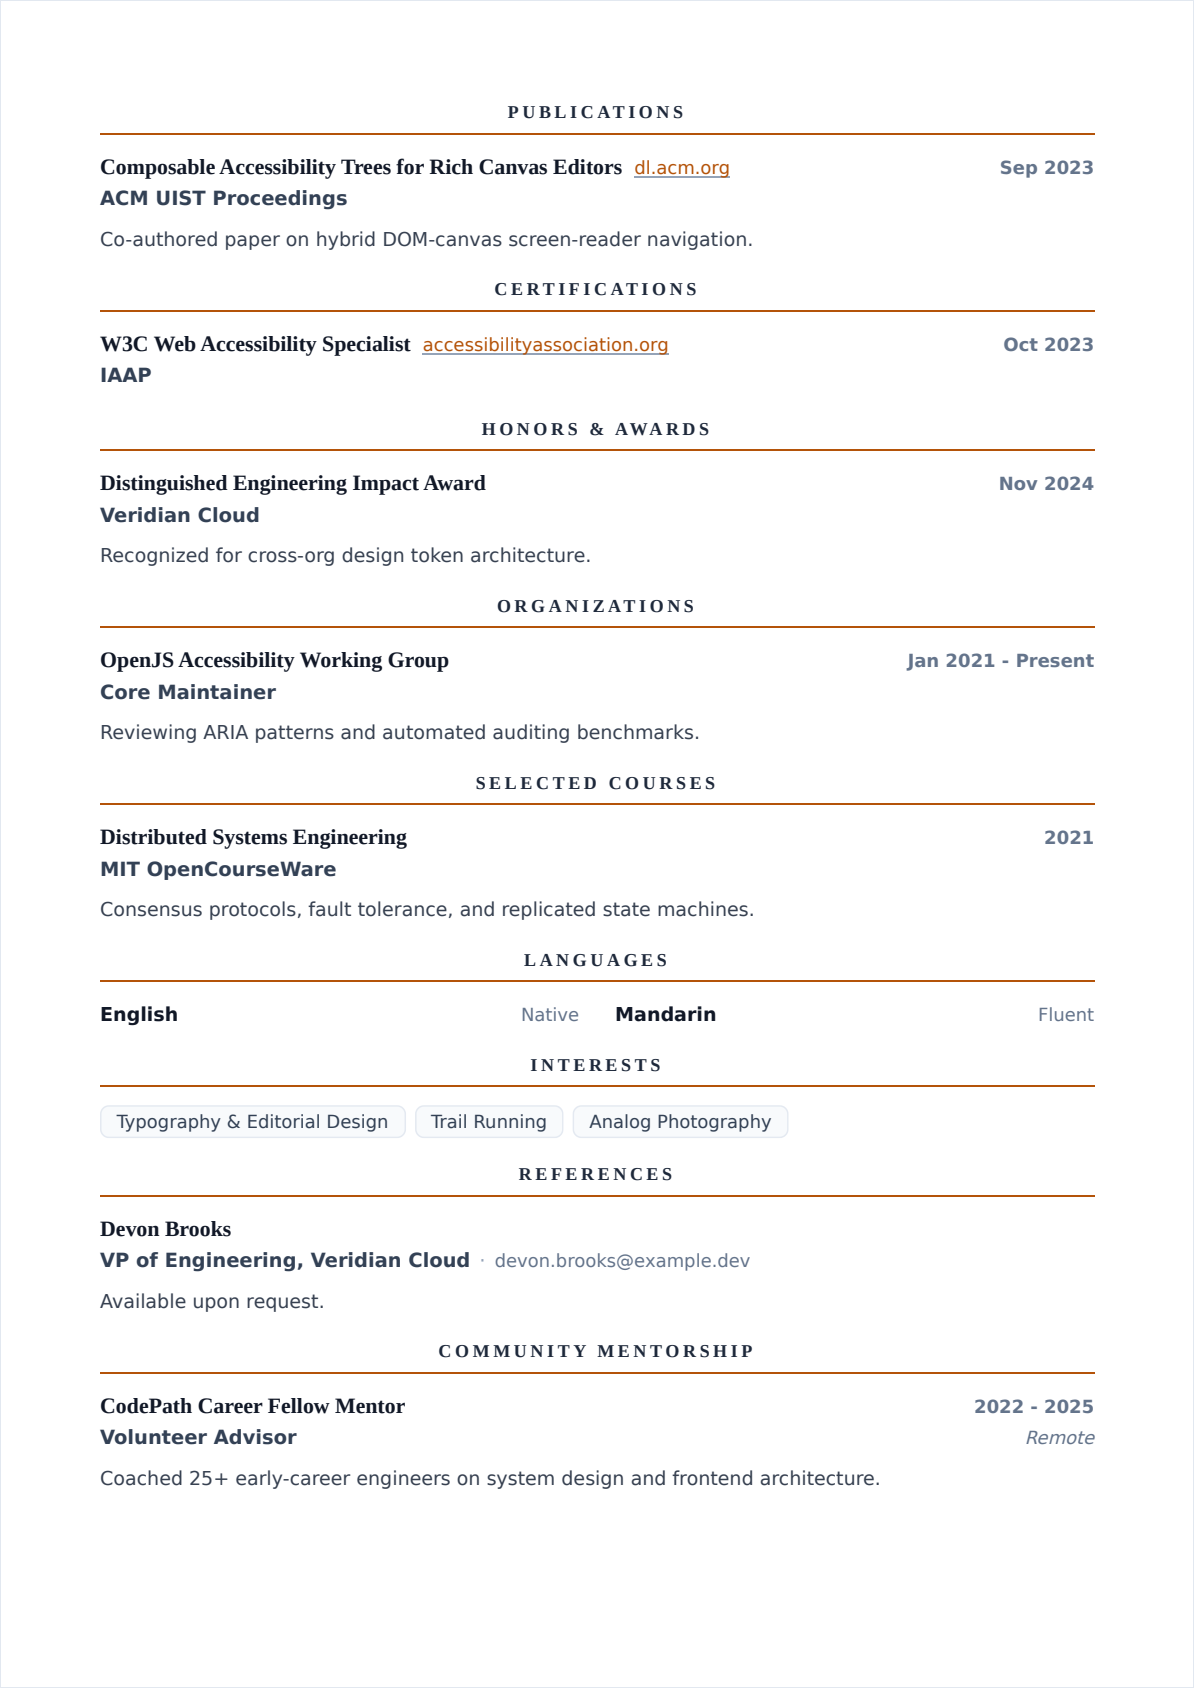 PUBLICATIONS
Composable Accessibility Trees for Rich Canvas Editors dl.acm.org Sep 2023
ACM UIST Proceedings
Co-authored paper on hybrid DOM-canvas screen-reader navigation.
CERTIFICATIONS
W3C Web Accessibility Specialist accessibilityassociation.org Oct 2023
IAAP
HONORS & AWARDS
Distinguished Engineering Impact Award Nov 2024
Veridian Cloud
Recognized for cross-org design token architecture.
ORGANIZATIONS
OpenJS Accessibility Working Group Jan 2021 - Present
Core Maintainer
Reviewing ARIA patterns and automated auditing benchmarks.
SELECTED COURSES
Distributed Systems Engineering 2021
MIT OpenCourseWare
Consensus protocols, fault tolerance, and replicated state machines.
LANGUAGES
English Native Mandarin Fluent
INTERESTS
Typography & Editorial Design Trail Running Analog Photography
REFERENCES
Devon Brooks
VP of Engineering, Veridian Cloud · devon.brooks@example.dev
Available upon request.
COMMUNITY MENTORSHIP
CodePath Career Fellow Mentor 2022 - 2025
Volunteer Advisor Remote
Coached 25+ early-career engineers on system design and frontend architecture.